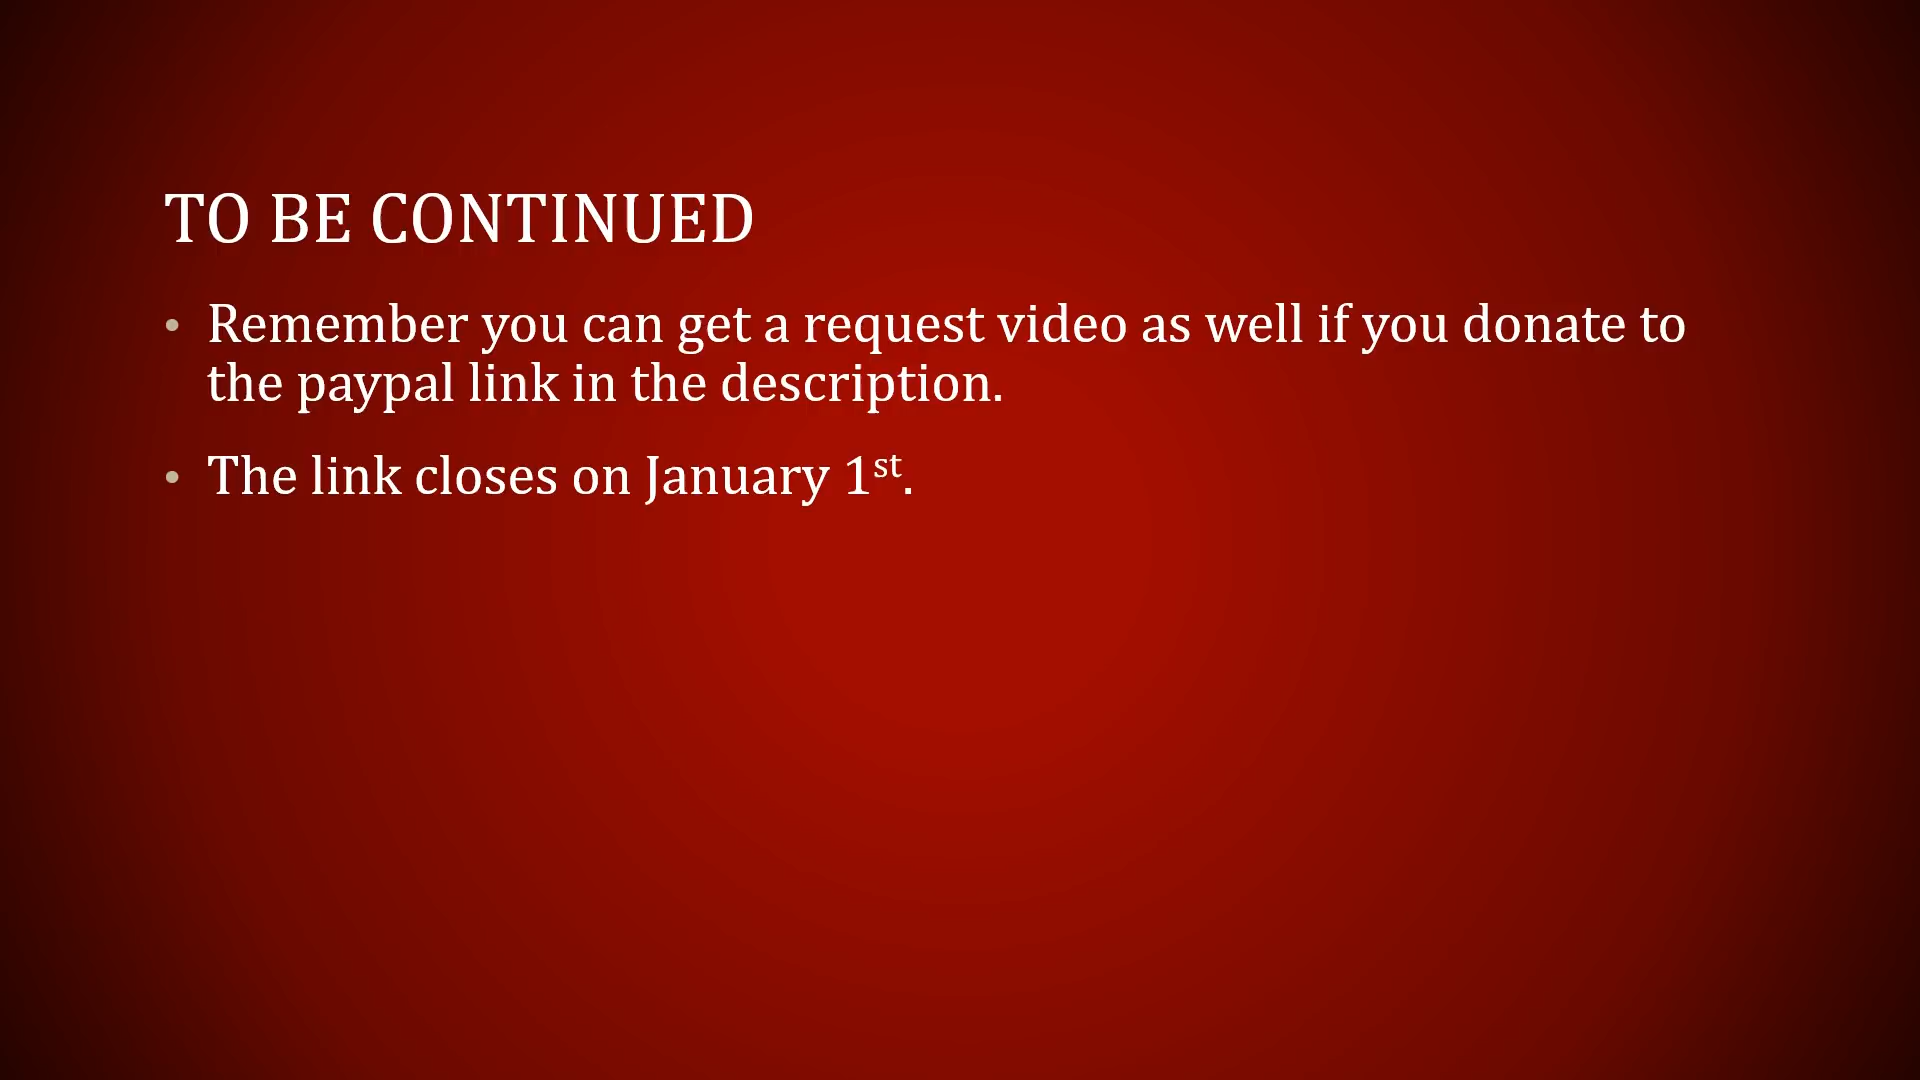 TO BE CONTINUED
• Remember you can get a request video as well if you donate to
the paypal link in the description.
• The link closes on January 1st.